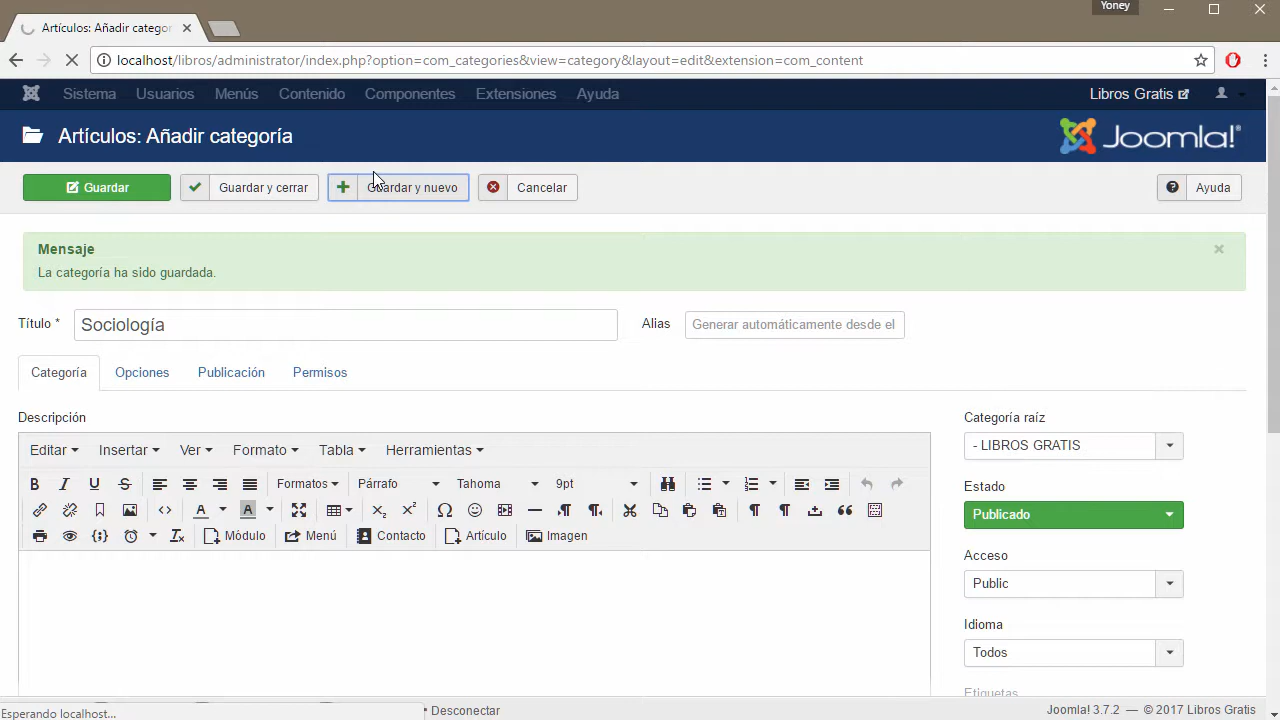 Yoney
Artículos: Añadir categor
localhost/libros/administrator/index.php?option=com_categories&view=category&layout=edit&extension=com_content
Sistema Usuarios Menús Contenido Componentes Extensiones Ayuda Libros Gratis
Artículos: Añadir categoría Joomla!
Guardar Guardar y cerrar Guardar y nuevo Cancelar Ayuda
Mensaje ×
La categoría ha sido guardada.
Título * Sociología Alias Generar automáticamente desde el
Categoría Opciones Publicación Permisos
Descripción
Editar Insertar Ver Formato Tabla Herramientas
B I U S Formatos Párrafo Tahoma 9pt
Módulo Menú Contacto Artículo Imagen
Categoría raíz
- LIBROS GRATIS
Estado
Publicado
Acceso
Public
Idioma
Todos
Etiquetas
Esperando localhost... Desconectar Joomla! 3.7.2 — © 2017 Libros Gratis